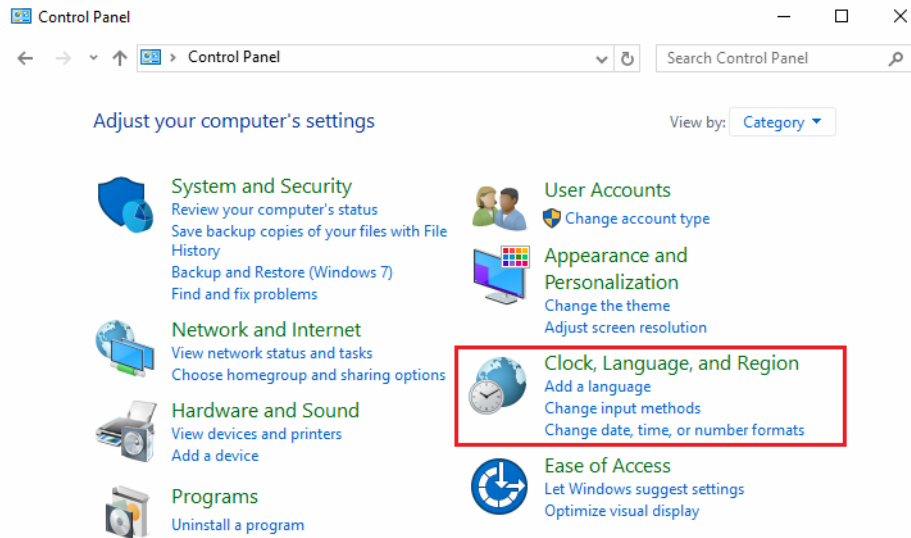 Control Panel
Control Panel
Search Control Panel
Adjust your computer's settings
View by: Category
System and Security
Review your computer's status
Save backup copies of your files with File
History
Backup and Restore (Windows 7)
Find and fix problems
Network and Internet
View network status and tasks
Choose homegroup and sharing options
Hardware and Sound
View devices and printers
Add a device
Programs
Uninstall a program
User Accounts
Change account type
Appearance and
Personalization
Change the theme
Adjust screen resolution
Clock, Language, and Region
Add a language
Change input methods
Change date, time, or number formats
Ease of Access
Let Windows suggest settings
Optimize visual display